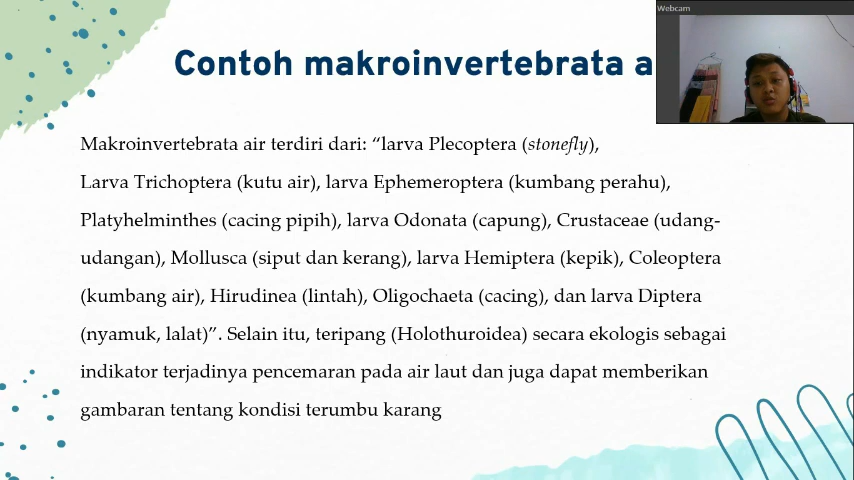 Webcam
Contoh makroinvertebrata a
Makroinvertebrata air terdiri dari: “larva Plecoptera (stonefly),
Larva Trichoptera (kutu air), larva Ephemeroptera (kumbang perahu),
Platyhelminthes (cacing pipih), larva Odonata (capung), Crustaceae (udang-
udangan), Mollusca (siput dan kerang), larva Hemiptera (kepik), Coleoptera
(kumbang air), Hirudinea (lintah), Oligochaeta (cacing), dan larva Diptera
(nyamuk, lalat)”. Selain itu, teripang (Holothuroidea) secara ekologis sebagai
indikator terjadinya pencemaran pada air laut dan juga dapat memberikan
gambaran tentang kondisi terumbu karang